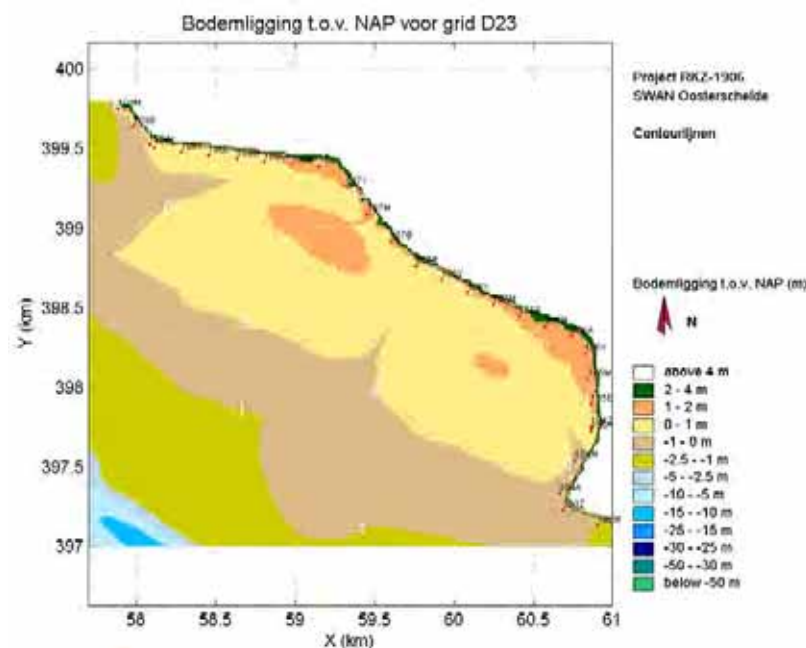 Bodemligging t.o.v. NAP voor grid D23
Project RKZ-1906
SWAN Oosterschelde
Contourlijnen
Bodemligging t.o.v. NAP (m)
N
above 4 m
2 - 4 m
1 - 2 m
0 - 1 m
-1 - 0 m
-2.5 - -1 m
-5 - -2.5 m
-10 - -5 m
-15 - -10 m
-25 - -15 m
-30 - -25 m
-50 - -30 m
below -50 m
Y (km)
400
399.5
399
398.5
398
397.5
397
58
58.5
59
59.5
60
60.5
61
X (km)